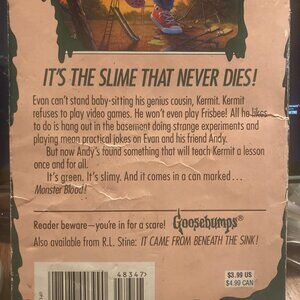 IT'S THE SLIME THAT NEVER DIES!
Evan can't stand baby-sitting his genius cousin, Kermit. Kermit
refuses to play video games. He won't even play Frisbee! All he likes
to do is hang out in the basement doing strange experiments and
playing mean practical jokes on Evan and his friend Andy.
But now Andy's found something that will teach Kermit a lesson
once and for all.
It's green. It's slimy. And it comes in a can marked...
Monster Blood!
Reader beware—you're in for a scare! Goosebumps®
Also available from R.L. Stine: IT CAME FROM BENEATH THE SINK!
48347
$3.99 US
$4.99 CAN